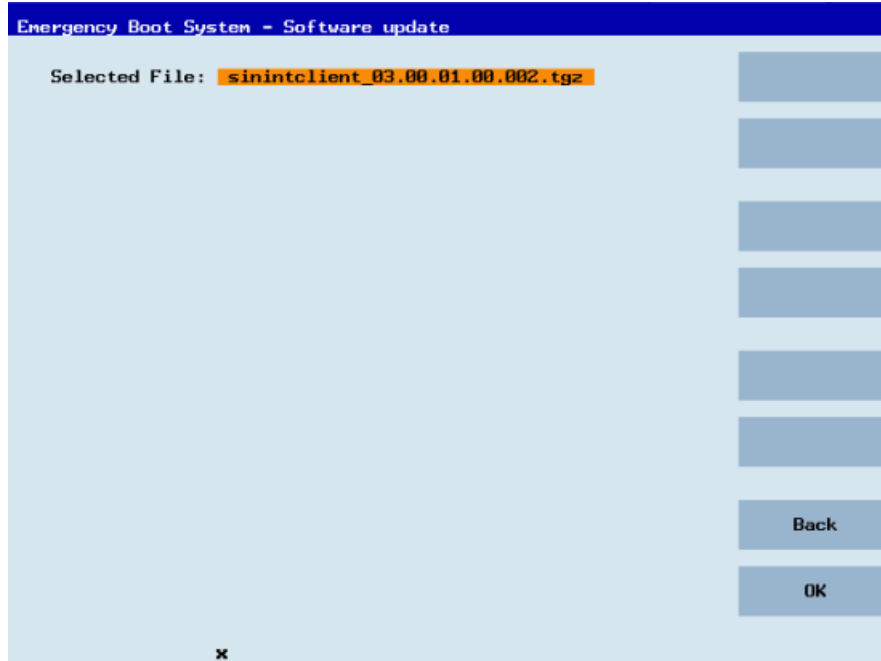 Emergency Boot System - Software update
Selected File: sinintclient_03.00.01.00.002.tgz
Back
OK
×